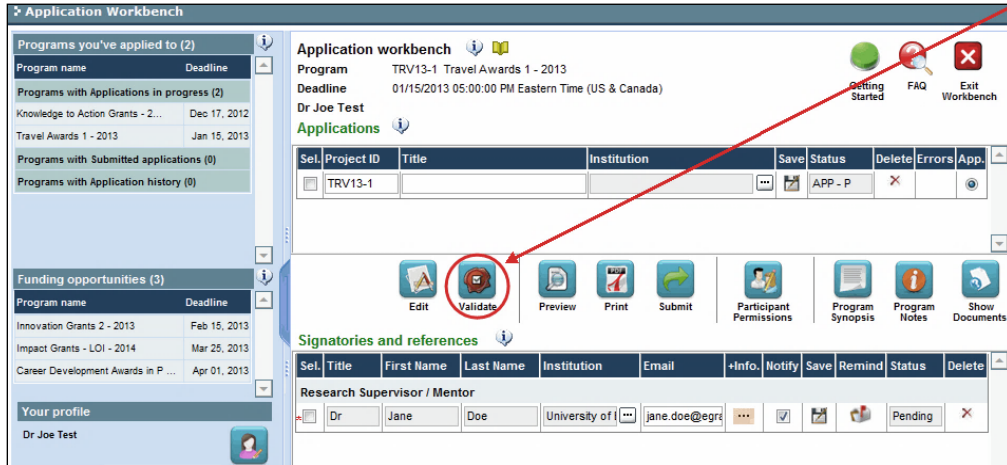 Application Workbench
Programs you've applied to (2)
Program name Deadline
Programs with Applications in progress (2)
Knowledge to Action Grants - 2... Dec 17, 2012
Travel Awards 1 - 2013 Jan 15, 2013
Programs with Submitted applications (0)
Programs with Application history (0)
Funding opportunities (3)
Program name Deadline
Innovation Grants 2 - 2013 Feb 15, 2013
Impact Grants - LOI - 2014 Mar 25, 2013
Career Development Awards in P ... Apr 01, 2013
Your profile
Dr Joe Test
Application workbench
Program TRV13-1 Travel Awards 1 - 2013
Deadline 01/15/2013 05:00:00 PM Eastern Time (US & Canada)
Dr Joe Test
Getting Started
FAQ
Exit Workbench
Applications
Sel. Project ID Title Institution Save Status Delete Errors App.
TRV13-1 ... APP - P
Edit Validate Preview Print Submit Participant Permissions Program Synopsis Program Notes Show Documents
PDF
Signatories and references
Sel. Title First Name Last Name Institution Email +Info. Notify Save Remind Status Delete
Research Supervisor / Mentor
Dr Jane Doe University of ... jane.doe@egra ... Pending